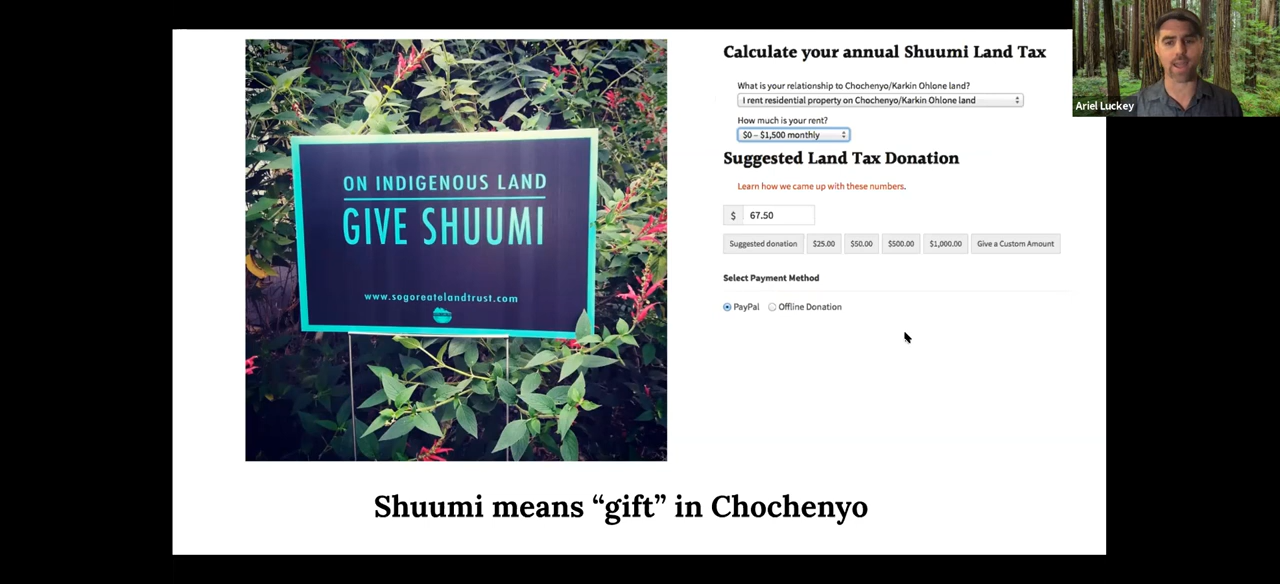 ON INDIGENOUS LAND
GIVE SHUUMI
www.sogoreatelandtrust.com
Calculate your annual Shuumi Land Tax
What is your relationship to Chochenyo/Karkin Ohlone land?
I rent residential property on Chochenyo/Karkin Ohlone land
How much is your rent?
$0 – $1,500 monthly
Suggested Land Tax Donation
Learn how we came up with these numbers.
$ 67.50
Suggested donation $25.00 $50.00 $500.00 $1,000.00 Give a Custom Amount
Select Payment Method
PayPal Offline Donation
Ariel Luckey
Shuumi means “gift” in Chochenyo